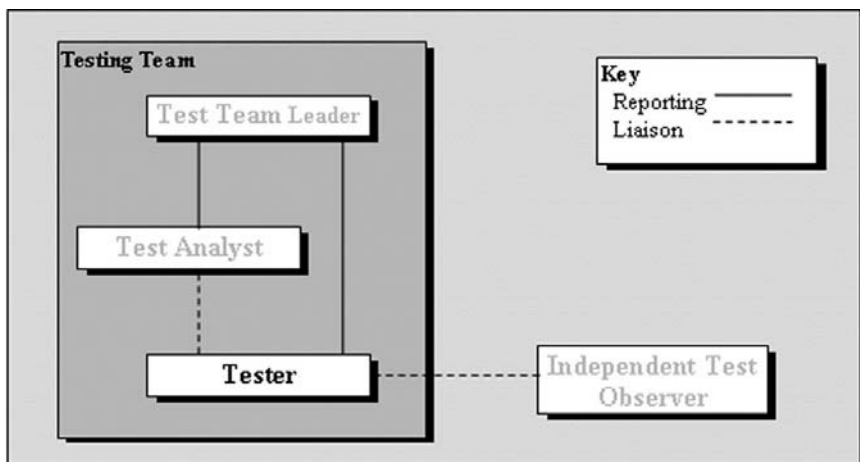 Testing Team
Test Team Leader
Key
Reporting
Liaison
Test Analyst
Tester
Independent Test
Observer